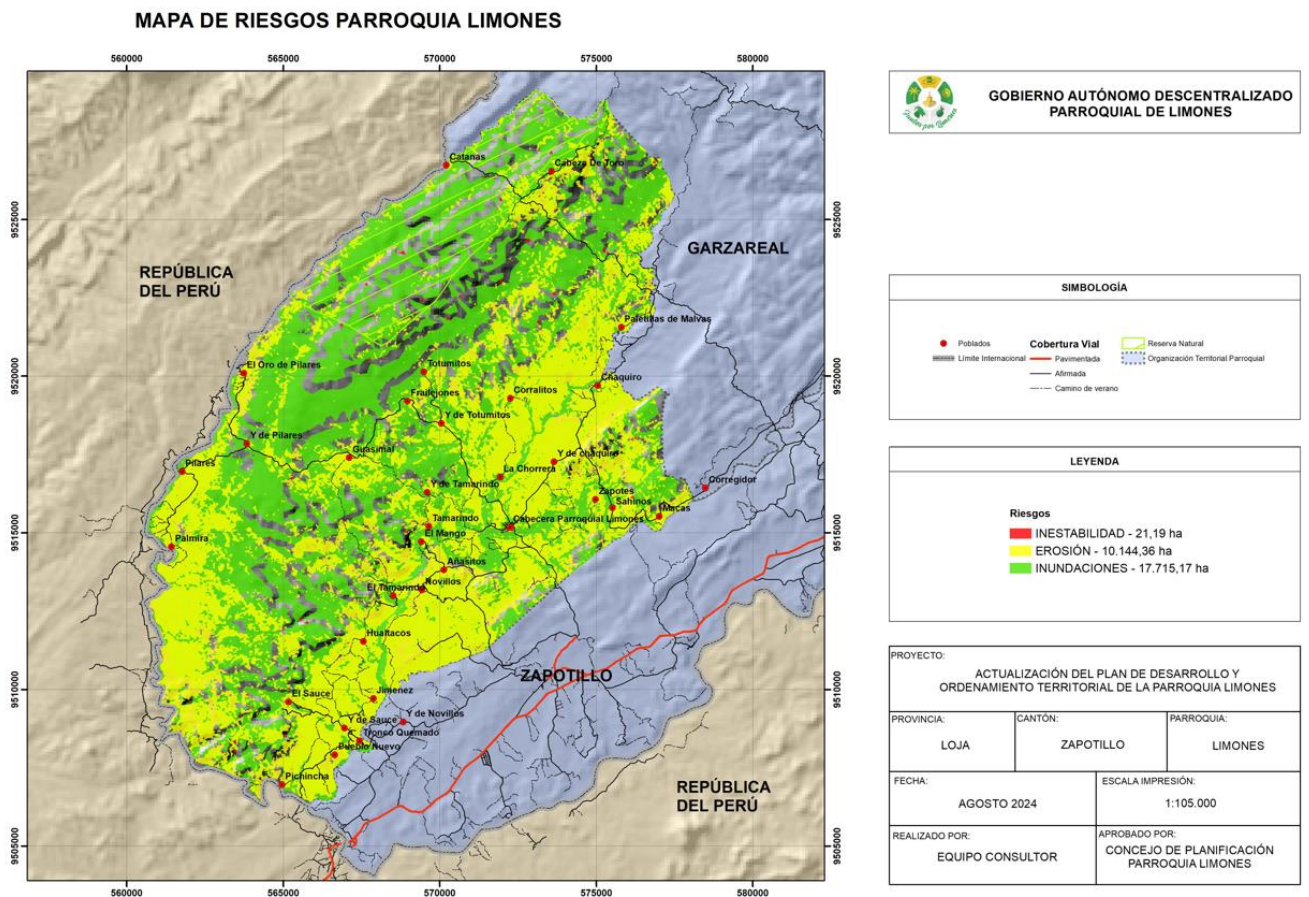 MAPA DE RIESGOS PARROQUIA LIMONES
560000
565000
570000
575000
580000
9525000
9520000
9515000
9510000
9505000
9525000
9520000
9515000
9510000
9505000
560000
565000
570000
575000
580000
REPÚBLICA
DEL PERÚ
GARZAREAL
ZAPOTILLO
REPÚBLICA
DEL PERÚ
Catanas
Cabeza De Toro
Paletillas de Malvas
El Oro de Pilares
Totumitos
Chaquiro
Frailejones
Corralitos
Y de Totumitos
Y de Pilares
Guasimal
Y de chaquiro
Pilares
La Chorrera
Y de Tamarindo
Zapotes
Corregidor
Sahinos
Macas
Tamarindo
Cabecera Parroquial Limones
El Mango
Palmira
Añasitos
Novillos
El Tamarindo
Hualtacos
El Sauce
Jimenez
Y de Novillos
Y de Sauce
Tronco Quemado
Pueblo Nuevo
Pichincha
GOBIERNO AUTÓNOMO DESCENTRALIZADO
PARROQUIAL DE LIMONES
SIMBOLOGÍA
Poblados
Límite Internacional
Cobertura Vial
Pavimentada
Afirmada
Camino de verano
Reserva Natural
Organización Territorial Parroquial
LEYENDA
Riesgos
INESTABILIDAD - 21,19 ha
EROSIÓN - 10.144,36 ha
INUNDACIONES - 17.715,17 ha
PROYECTO:
ACTUALIZACIÓN DEL PLAN DE DESARROLLO Y
ORDENAMIENTO TERRITORIAL DE LA PARROQUIA LIMONES
PROVINCIA:
LOJA
CANTÓN:
ZAPOTILLO
PARROQUIA:
LIMONES
FECHA:
AGOSTO 2024
ESCALA IMPRESIÓN:
1:105.000
REALIZADO POR:
EQUIPO CONSULTOR
APROBADO POR:
CONCEJO DE PLANIFICACIÓN
PARROQUIA LIMONES